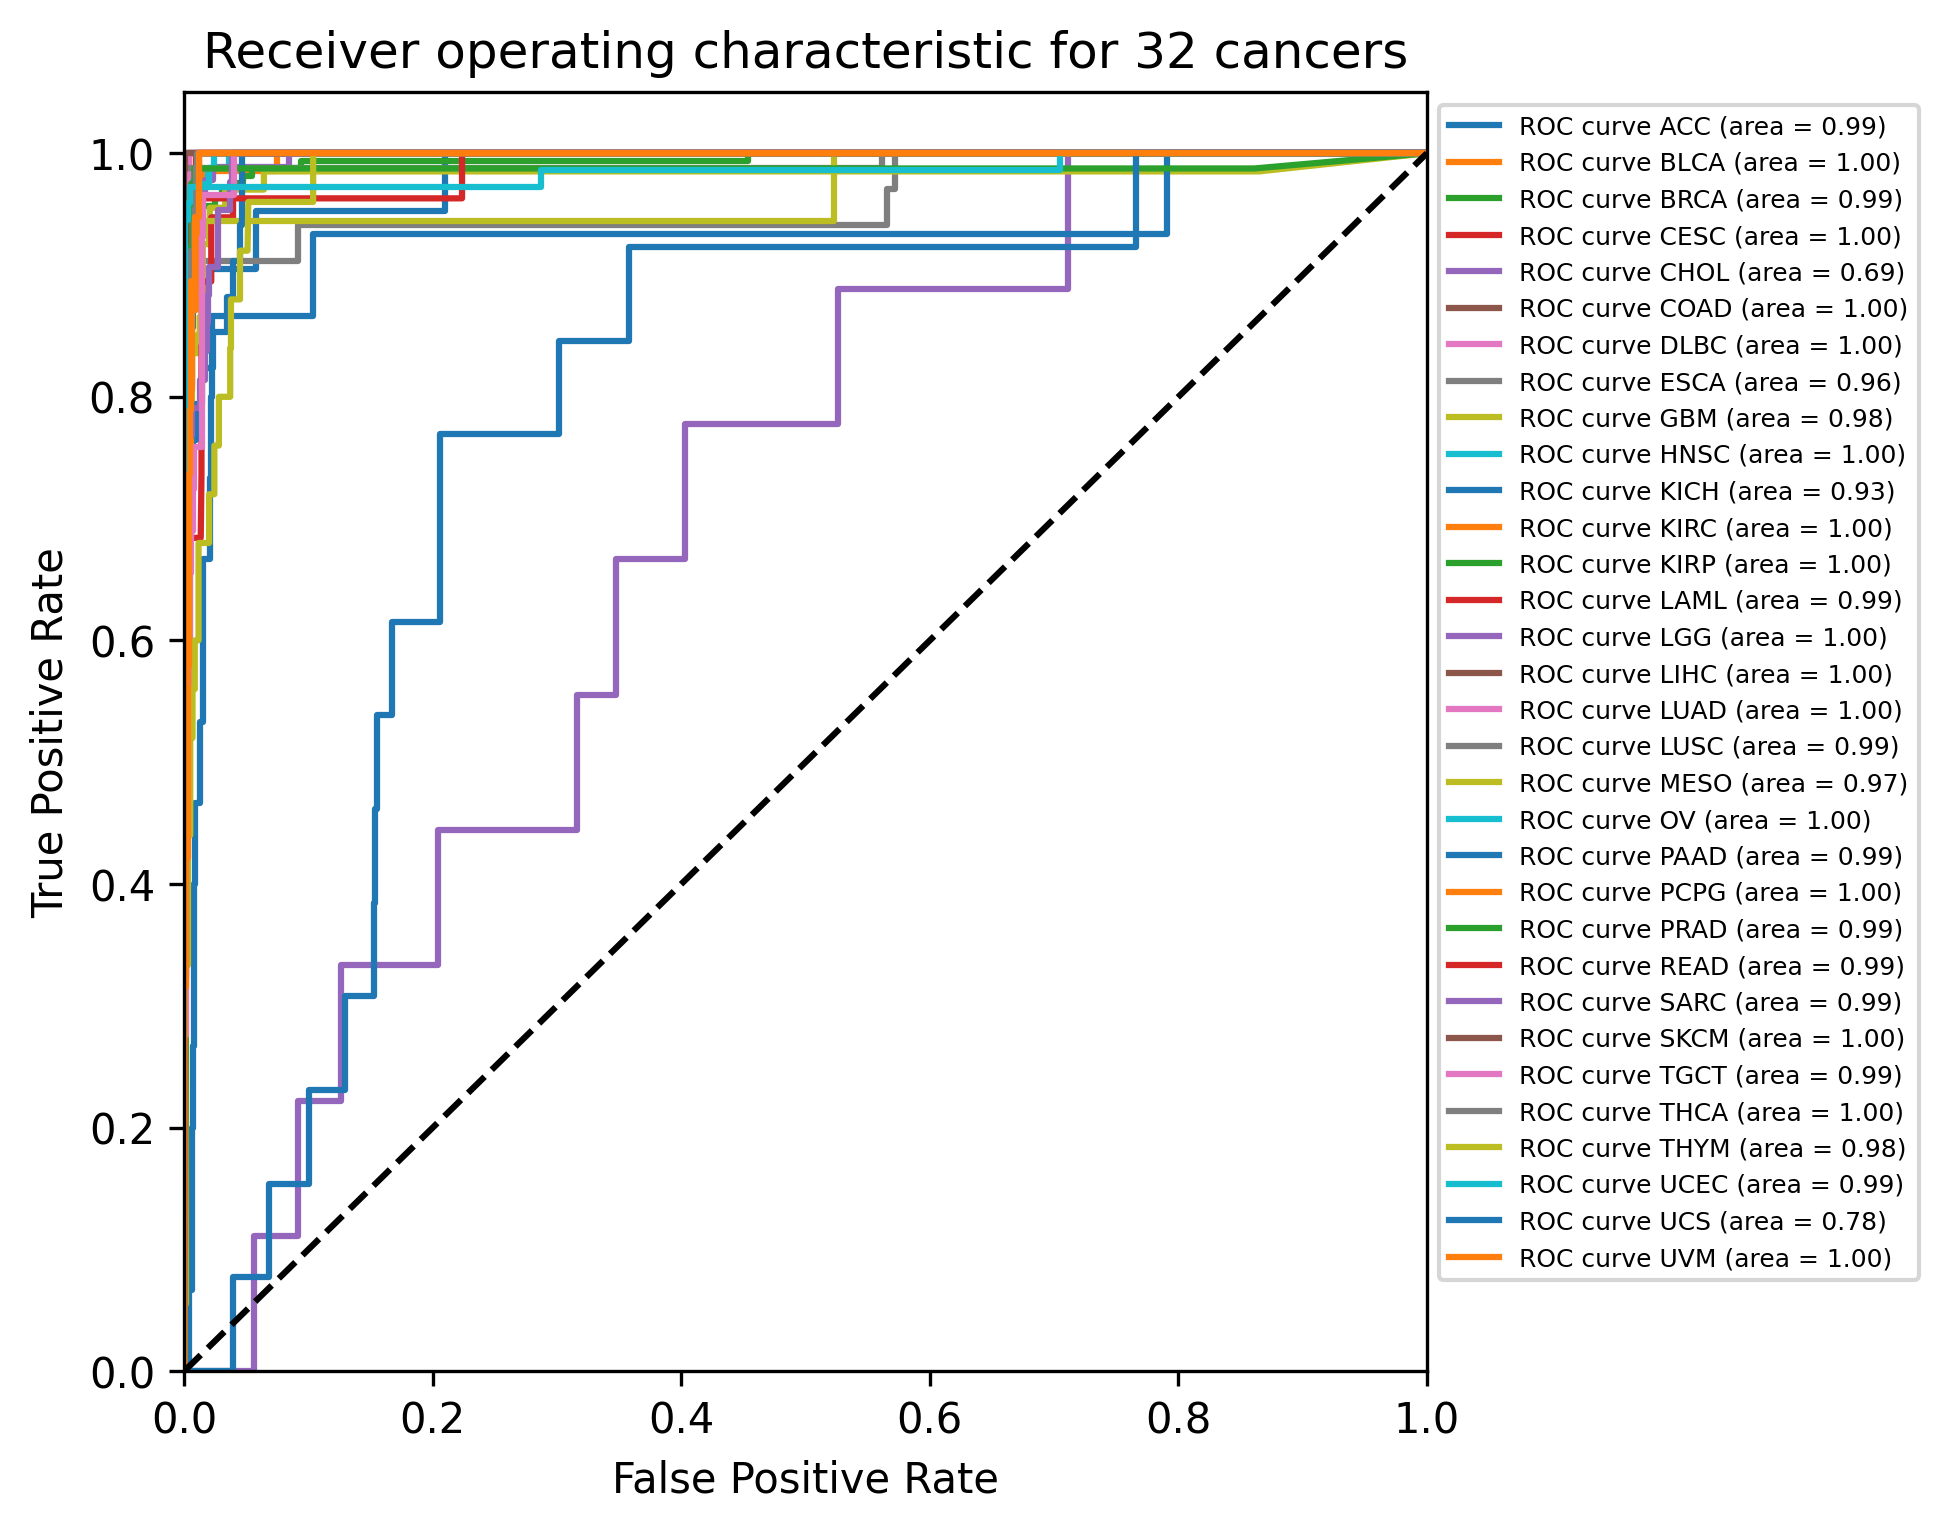 Receiver operating characteristic for 32 cancers
1.0
0.8
0.6
0.4
0.2
0.0
True Positive Rate
0.0 0.2 0.4 0.6 0.8 1.0
False Positive Rate
ROC curve ACC (area = 0.99)
ROC curve BLCA (area = 1.00)
ROC curve BRCA (area = 0.99)
ROC curve CESC (area = 1.00)
ROC curve CHOL (area = 0.69)
ROC curve COAD (area = 1.00)
ROC curve DLBC (area = 1.00)
ROC curve ESCA (area = 0.96)
ROC curve GBM (area = 0.98)
ROC curve HNSC (area = 1.00)
ROC curve KICH (area = 0.93)
ROC curve KIRC (area = 1.00)
ROC curve KIRP (area = 1.00)
ROC curve LAML (area = 0.99)
ROC curve LGG (area = 1.00)
ROC curve LIHC (area = 1.00)
ROC curve LUAD (area = 1.00)
ROC curve LUSC (area = 0.99)
ROC curve MESO (area = 0.97)
ROC curve OV (area = 1.00)
ROC curve PAAD (area = 0.99)
ROC curve PCPG (area = 1.00)
ROC curve PRAD (area = 0.99)
ROC curve READ (area = 0.99)
ROC curve SARC (area = 0.99)
ROC curve SKCM (area = 1.00)
ROC curve TGCT (area = 0.99)
ROC curve THCA (area = 1.00)
ROC curve THYM (area = 0.98)
ROC curve UCEC (area = 0.99)
ROC curve UCS (area = 0.78)
ROC curve UVM (area = 1.00)